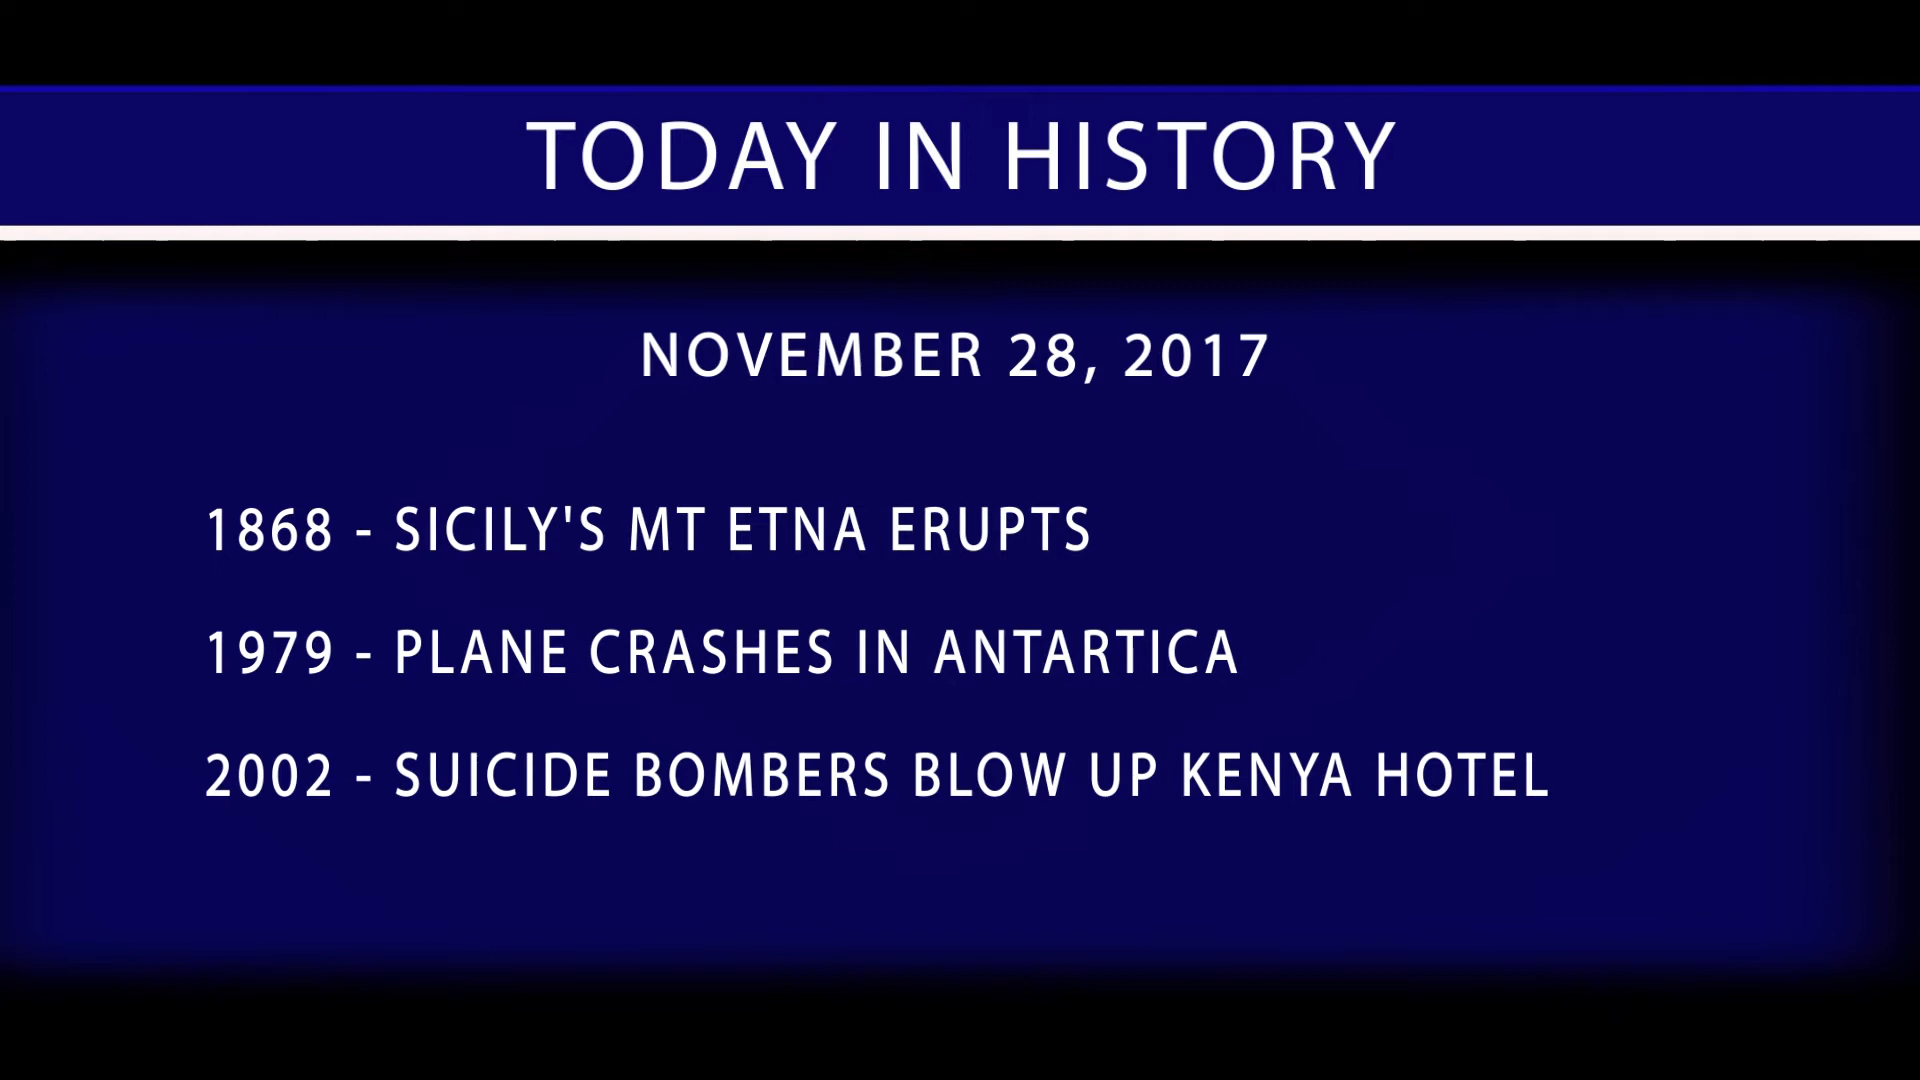 TODAY IN HISTORY
NOVEMBER 28, 2017
1868 - SICILY'S MT ETNA ERUPTS
1979 - PLANE CRASHES IN ANTARTICA
2002 - SUICIDE BOMBERS BLOW UP KENYA HOTEL